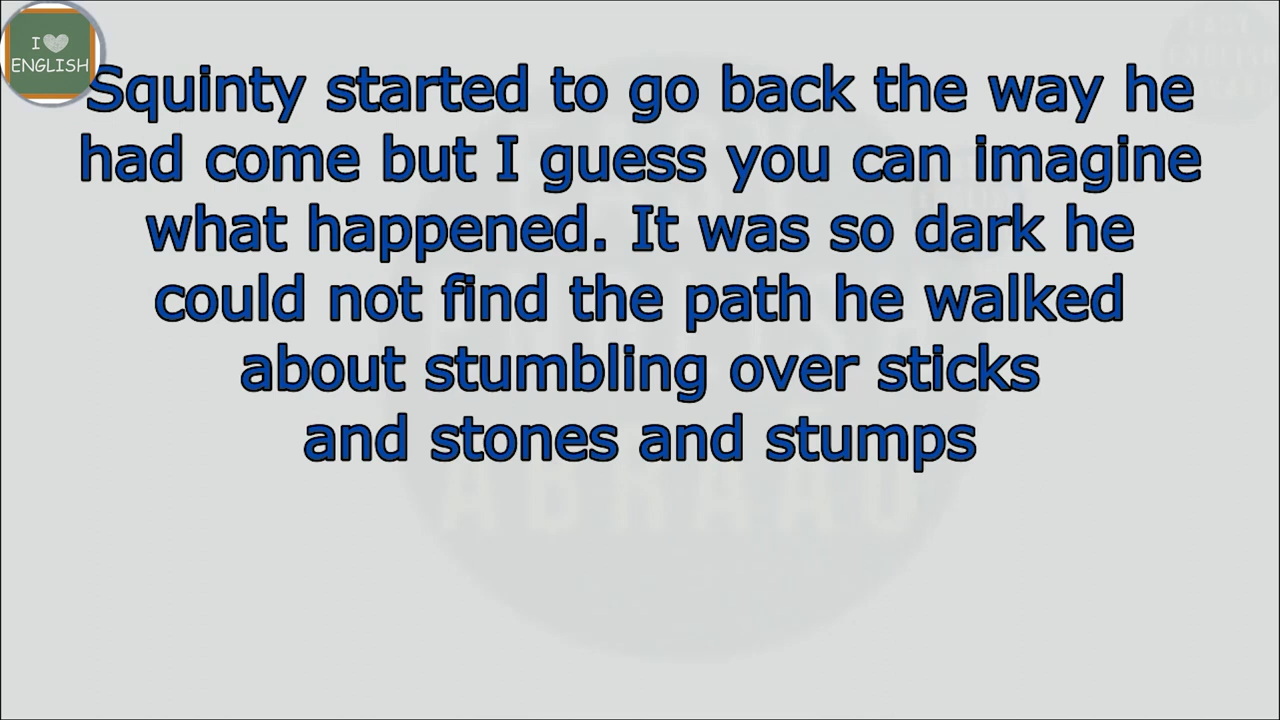 I
ENGLISH
Squinty started to go back the way he
had come but I guess you can imagine
what happened. It was so dark he
could not find the path he walked
about stumbling over sticks
and stones and stumps
ABRAAD